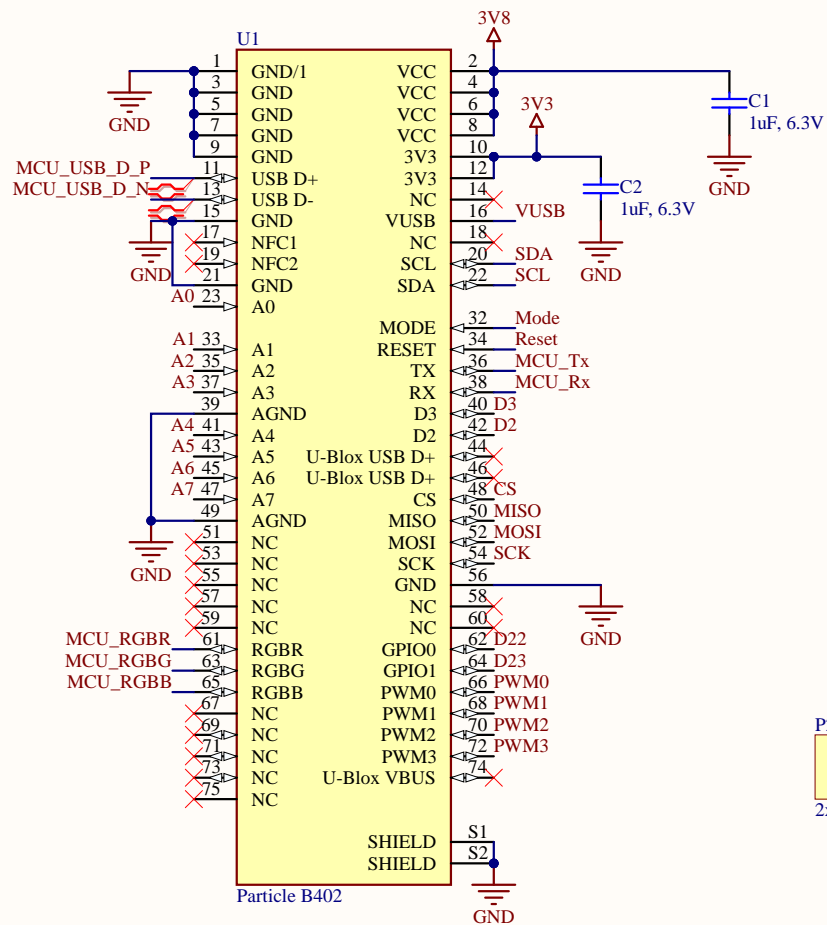 3V8
U1
1 GND/1 VCC 2
3 GND VCC 4
5 GND VCC 6 C1
7 GND VCC 8 3V3 1uF, 6.3V
GND 9 GND 3V3 10 GND
MCU_USB_D_P 11 USB D+ 3V3 12
MCU_USB_D_N 13 USB D- NC 14 C2
15 GND VUSB 16 VUSB 1uF, 6.3V
17 NFC1 NC 18
GND 19 NFC2 SCL 20 SDA GND
21 GND SDA 22 SCL
A0 23 A0
MODE 32 Mode
A1 33 A1 RESET 34 Reset
A2 35 A2 TX 36 MCU_Tx
A3 37 A3 RX 38 MCU_Rx
39 AGND D3 40 D3
A4 41 A4 D2 42 D2
A5 43 A5 U-Blox USB D+ 44
A6 45 A6 U-Blox USB D+ 46
A7 47 A7 CS 48 CS
49 AGND MISO 50 MISO
51 NC MOSI 52 MOSI
GND 53 NC SCK 54 SCK
55 NC GND 56
57 NC NC 58
59 NC NC 60 GND
MCU_RGBR 61 RGBR GPIO0 62 D22
MCU_RGBG 63 RGBG GPIO1 64 D23
MCU_RGBB 65 RGBB PWM0 66 PWM0
67 NC PWM1 68 PWM1
69 NC PWM2 70 PWM2
71 NC PWM3 72 PWM3
73 NC U-Blox VBUS 74
75 NC
SHIELD S1
SHIELD S2
Particle B402
GND